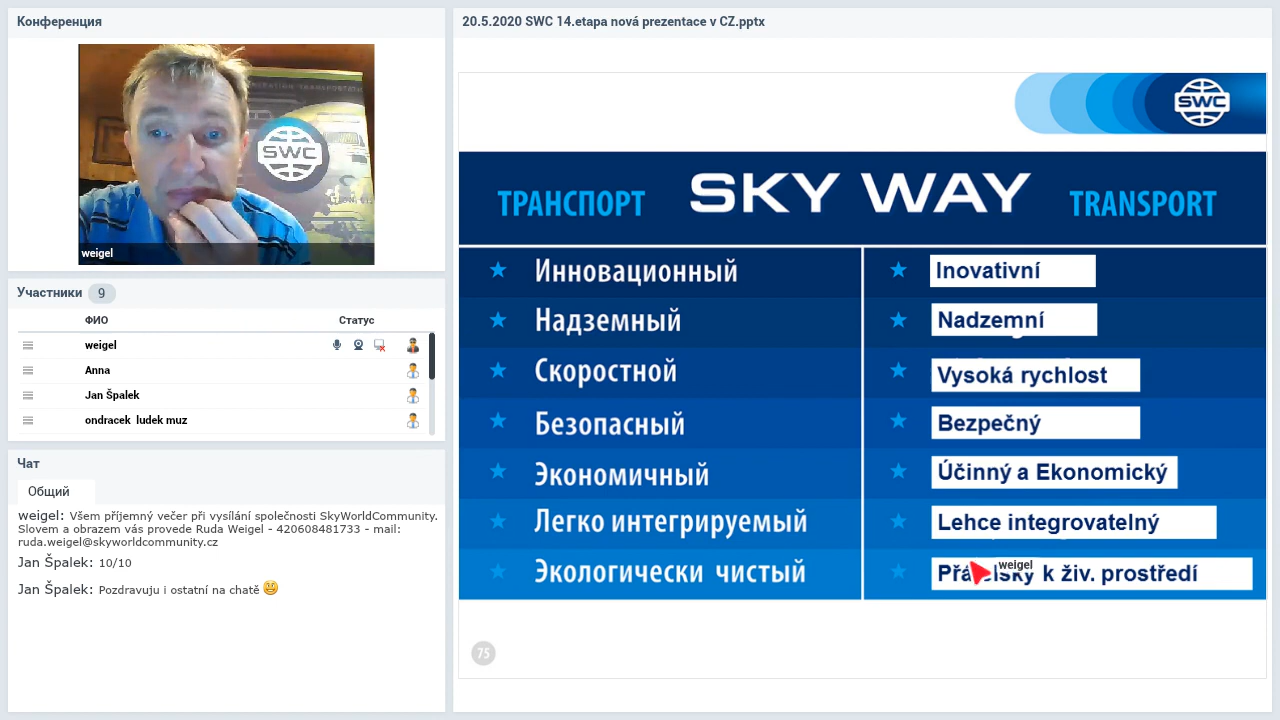 Конференция
SWC
weigel
Участники 9
ФИО Статус
weigel
Anna
Jan Špalek
ondracek ludek muz
Чат
Общий
weigel: Všem příjemný večer při vysílání společnosti SkyWorldCommunity.
Slovem a obrazem vás provede Ruda Weigel - 420608481733 - mail:
ruda.weigel@skyworldcommunity.cz
Jan Špalek: 10/10
Jan Špalek: Pozdravuju i ostatní na chatě
20.5.2020 SWC 14.etapa nová prezentace v CZ.pptx
SWC
ТРАНСПОРТ SKY WAY TRANSPORT
Инновационный Inovativní
Надземный Nadzemní
Скоростной Vysoká rychlost
Безопасный Bezpečný
Экономичный Účinný a Ekonomický
Легко интегрируемый Lehce integrovatelný
weigel
Экологически чистый k živ. prostředí
75